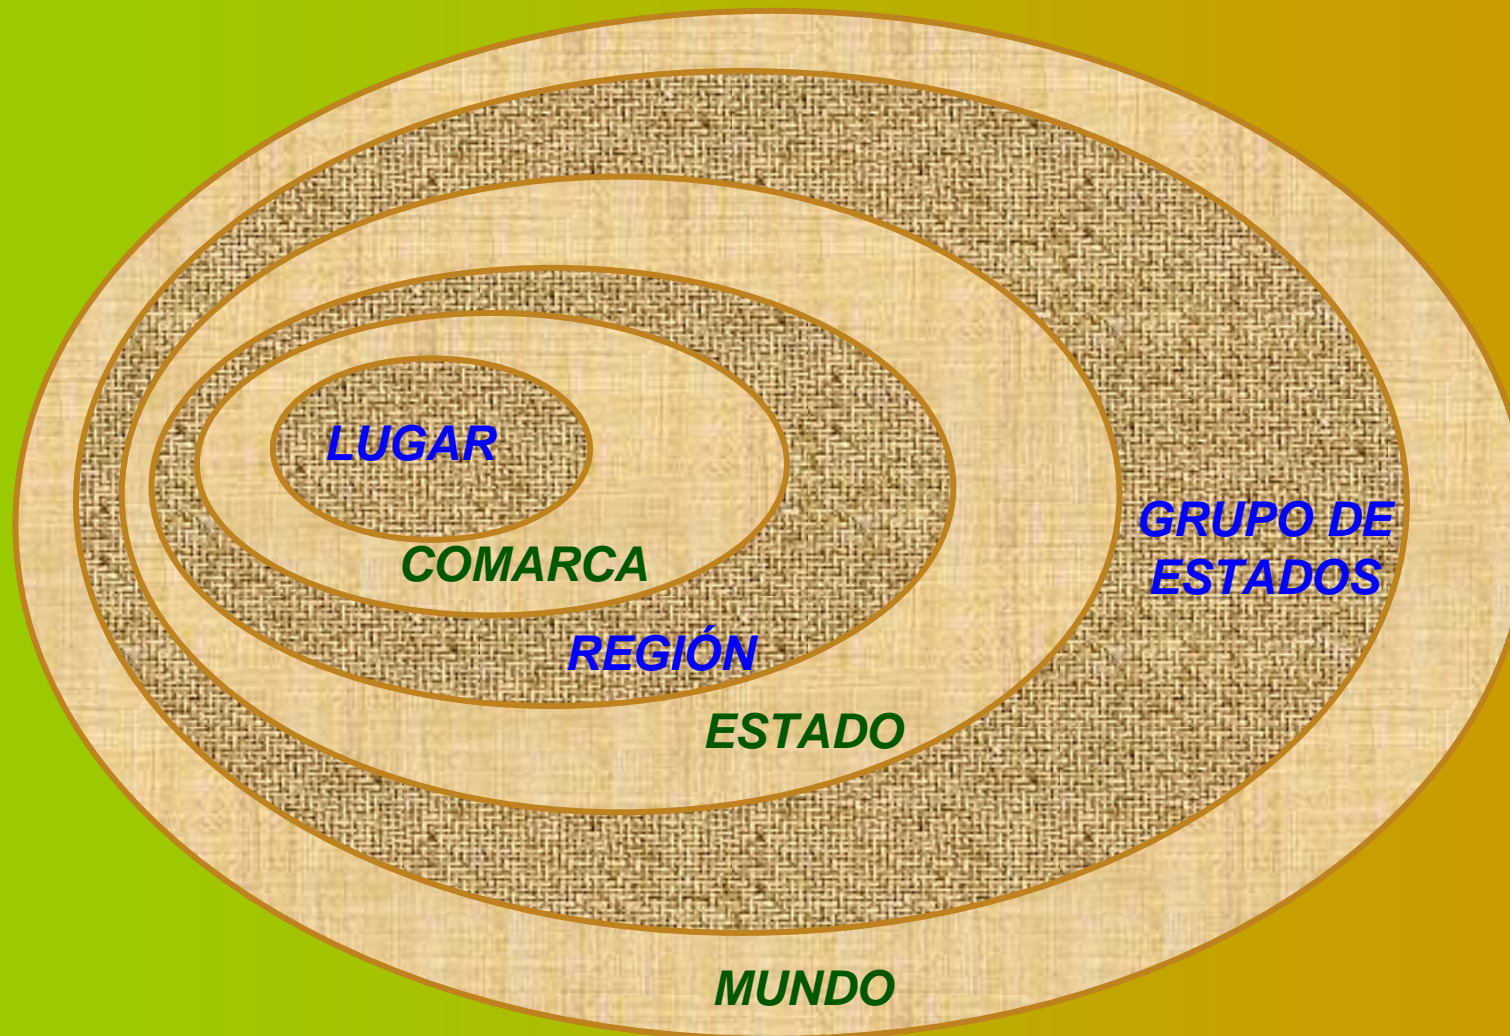 LUGAR
COMARCA
REGIÓN
ESTADO
GRUPO DE
ESTADOS
MUNDO